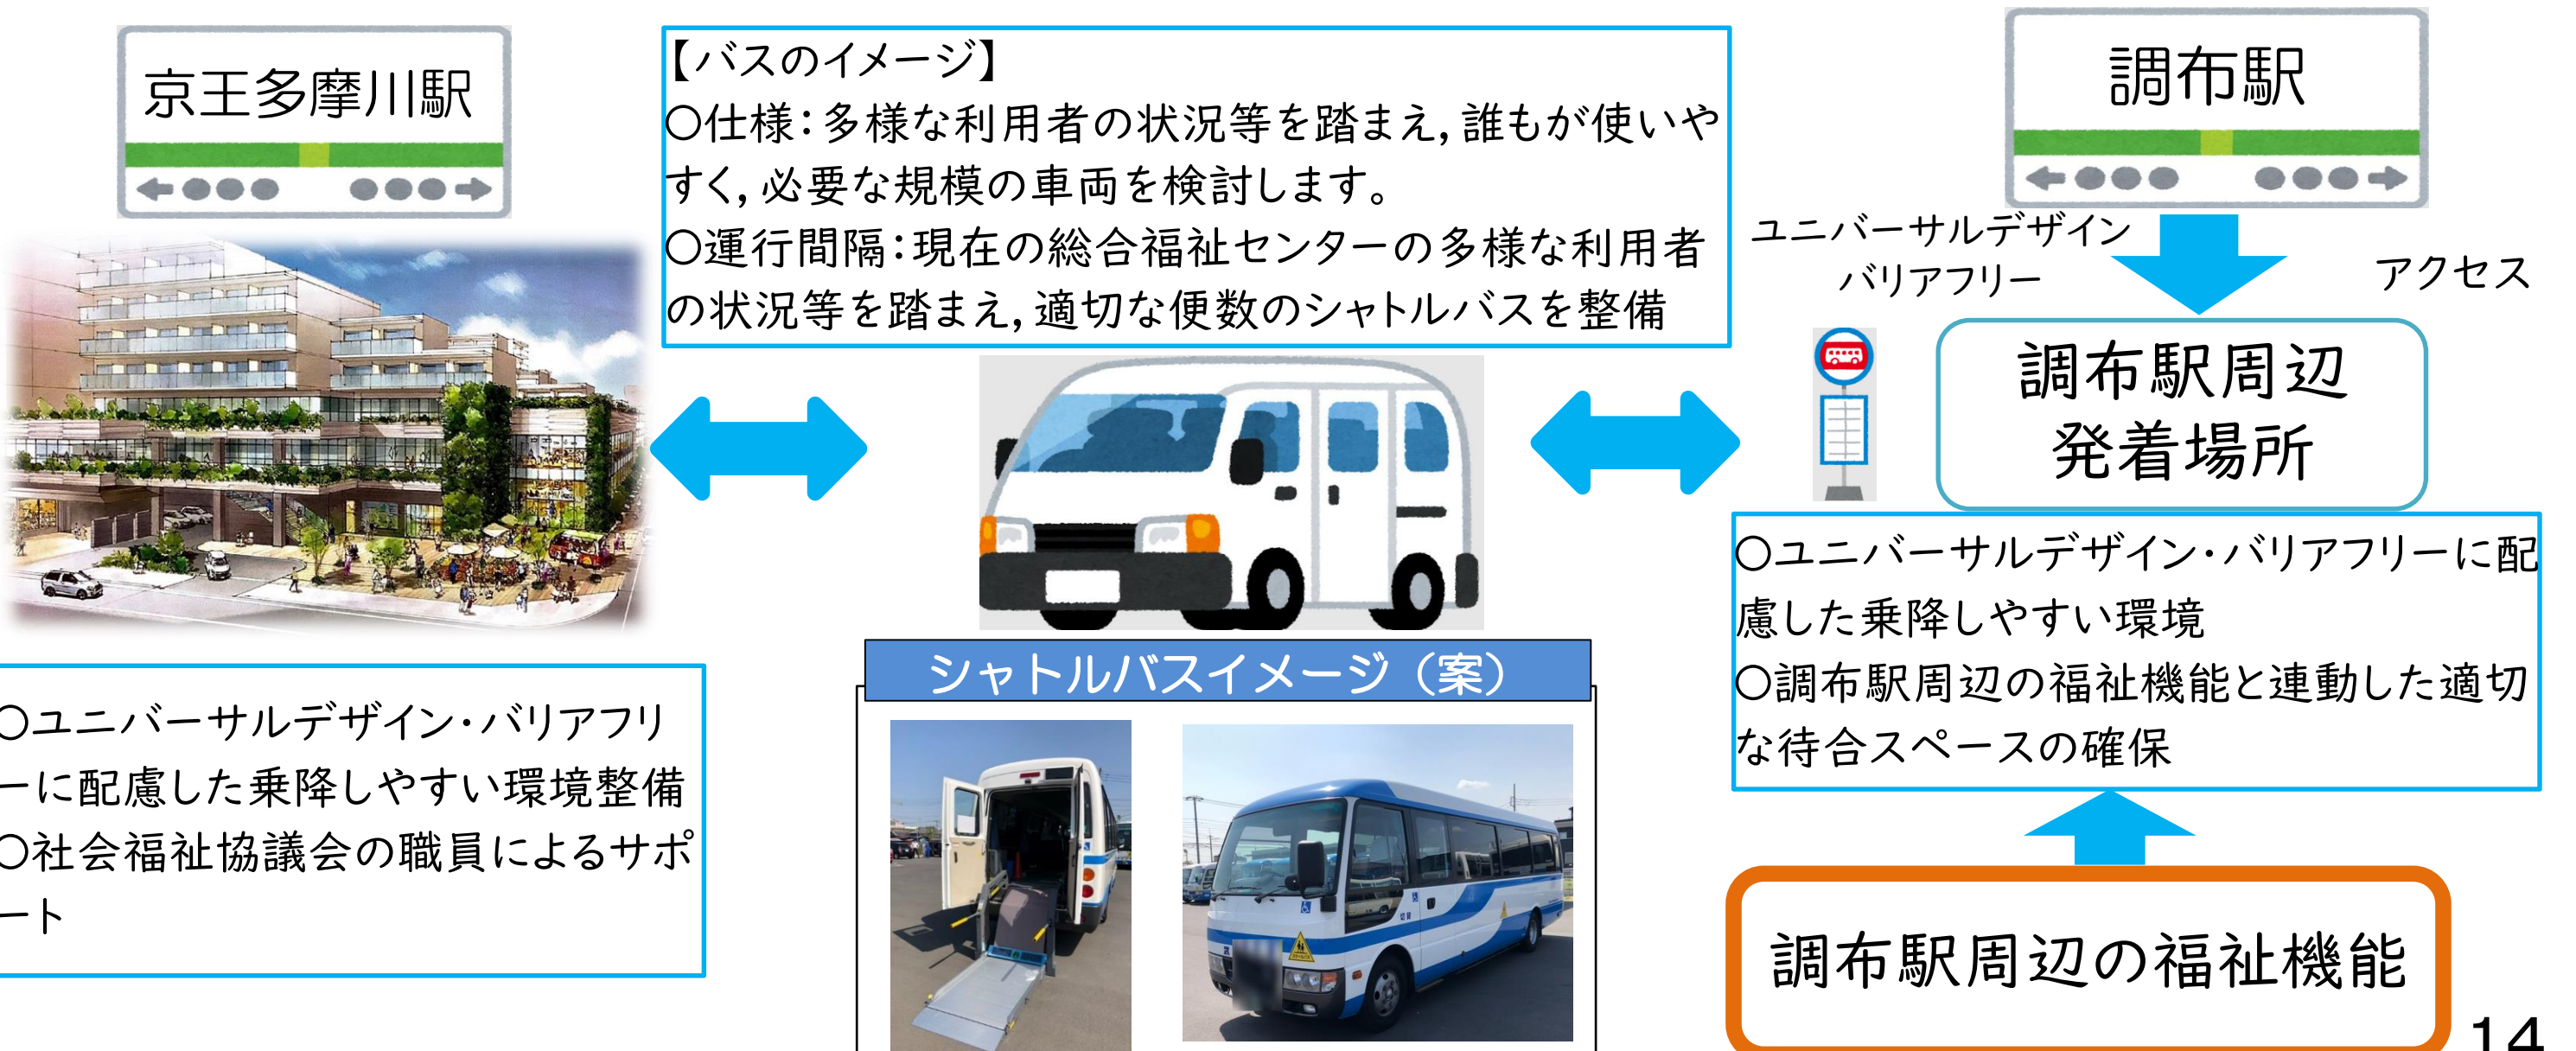 京王多摩川駅
【バスのイメージ】
〇仕様：多様な利用者の状況等を踏まえ，誰もが使いや
すく，必要な規模の車両を検討します。
〇運行間隔：現在の総合福祉センターの多様な利用者
の状況等を踏まえ，適切な便数のシャトルバスを整備
調布駅
ユニバーサルデザイン
バリアフリー
アクセス
調布駅周辺
発着場所
〇ユニバーサルデザイン・バリアフリーに配
慮した乗降しやすい環境
〇調布駅周辺の福祉機能と連動した適切
な待合スペースの確保
〇ユニバーサルデザイン・バリアフリ
ーに配慮した乗降しやすい環境整備
〇社会福祉協議会の職員によるサポ
ート
シャトルバスイメージ（案）
調布駅周辺の福祉機能
14